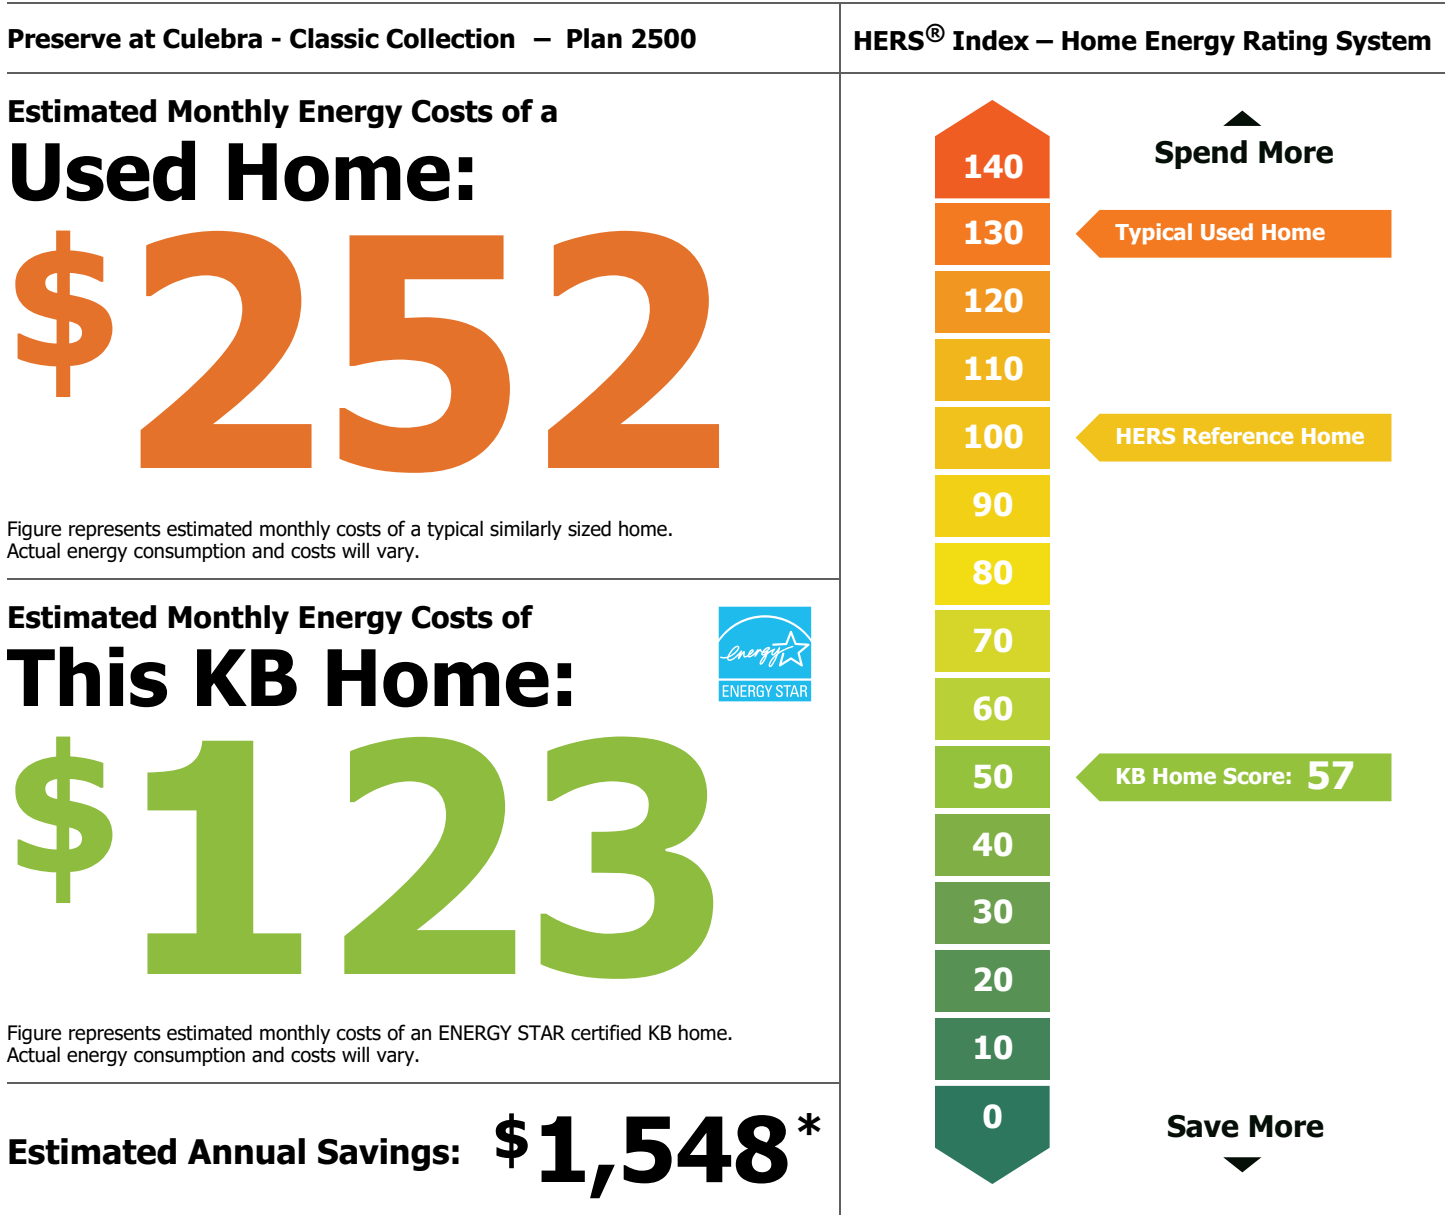 Preserve at Culebra - Classic Collection – Plan 2500
Estimated Monthly Energy Costs of a
Used Home:
$252
Figure represents estimated monthly costs of a typical similarly sized home.
Actual energy consumption and costs will vary.
Estimated Monthly Energy Costs of
This KB Home:
energy
ENERGY STAR
$123
Figure represents estimated monthly costs of an ENERGY STAR certified KB home.
Actual energy consumption and costs will vary.
Estimated Annual Savings: $1,548*
HERS® Index – Home Energy Rating System
Spend More
140
130 Typical Used Home
120
110
100 HERS Reference Home
90
80
70
60
50 KB Home Score: 57
40
30
20
10
0
Save More